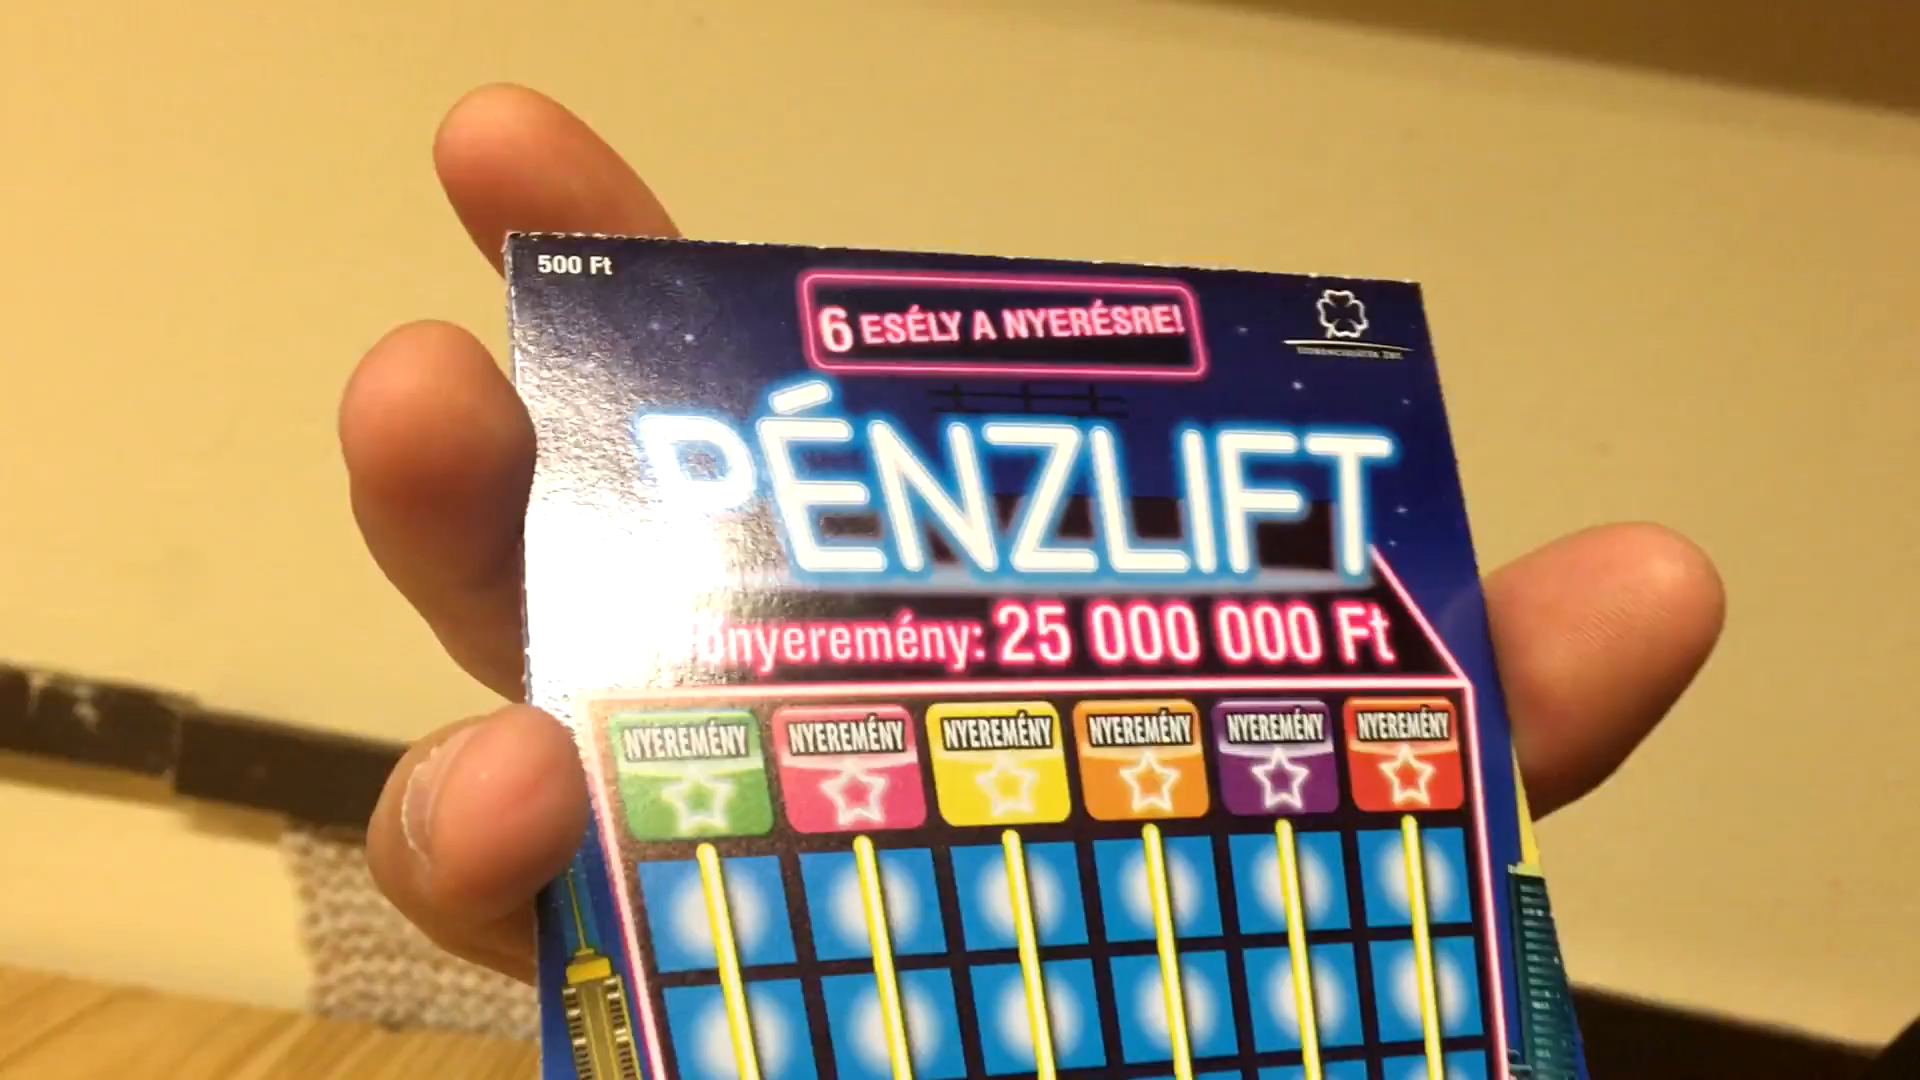 500 Ft
6 ESÉLY A NYERÉSRE!
PÉNZLIFT
nyeremény: 25 000 000 Ft
NYEREMÉNY NYEREMÉNY NYEREMÉNY NYEREMÉNY NYEREMÉNY NYEREMÉNY